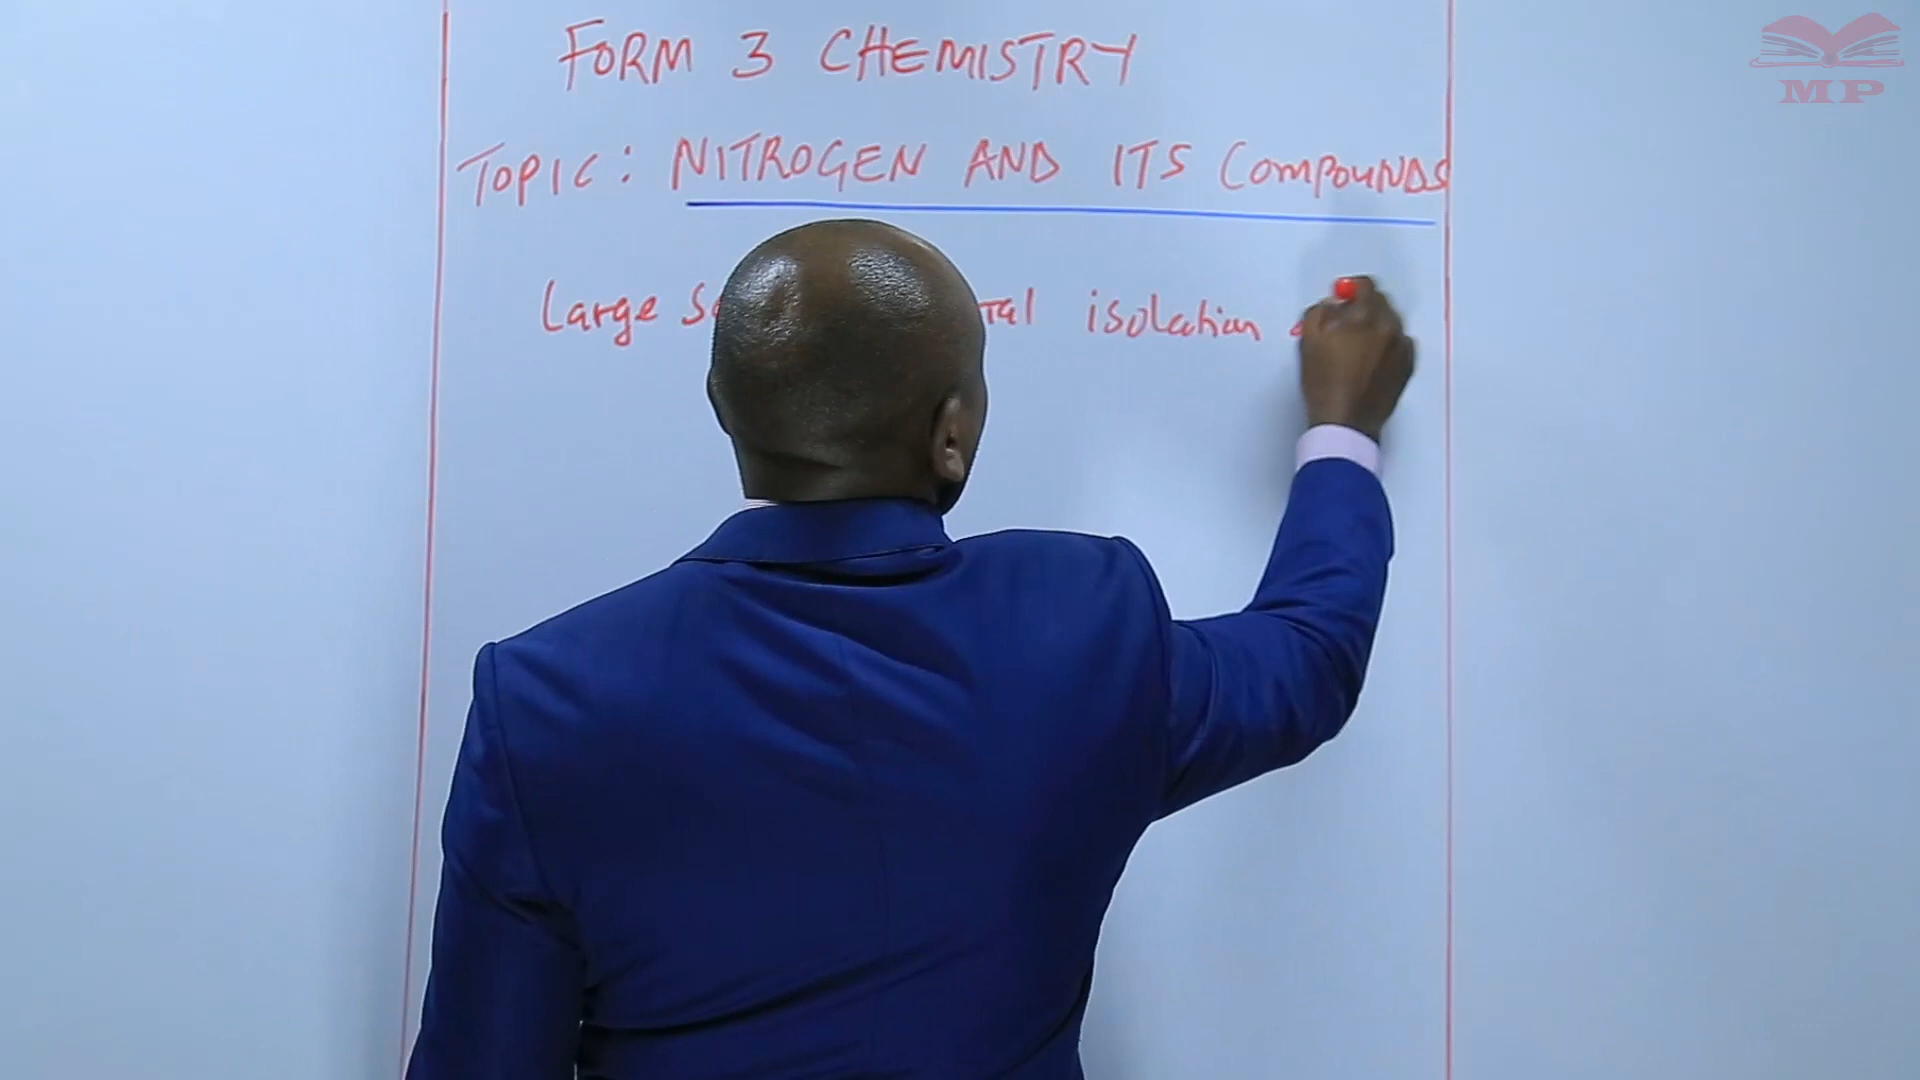 FORM 3 CHEMISTRY
TOPIC: NITROGEN AND ITS COMPOUNDS
Large isolation
MP